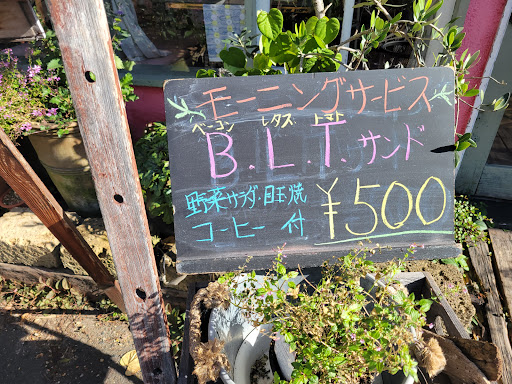 モーニングサービス
ベーコン レタス トマト
B.L.T.サンド
野菜サラダ・目玉焼
コーヒー 付
¥500